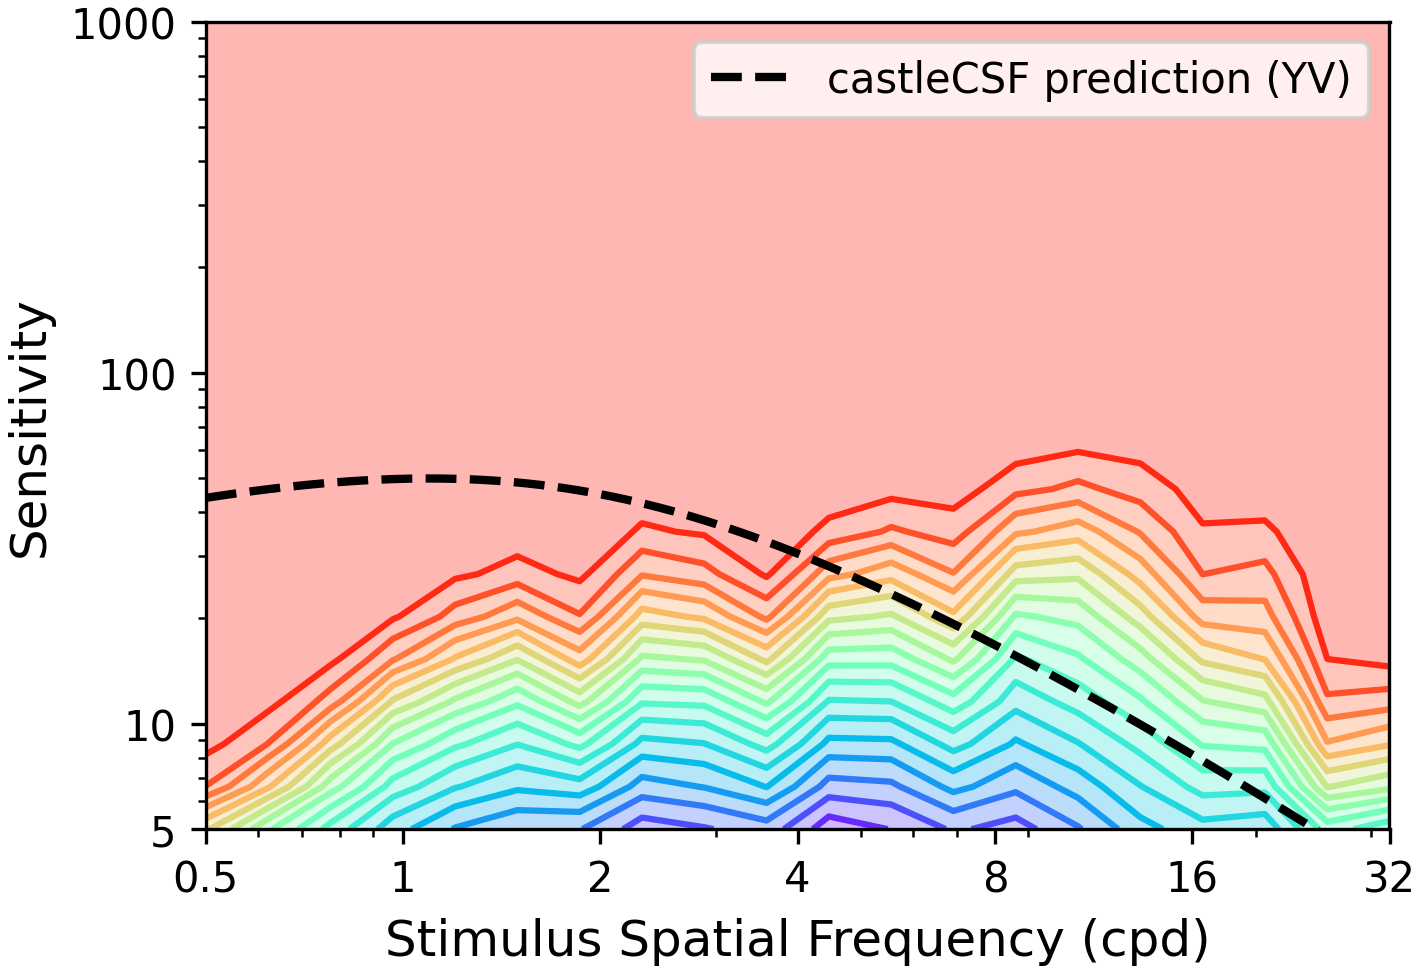 1000
castleCSF prediction (YV)
100
Sensitivity
10
5
0.5 1 2 4 8 16 32
Stimulus Spatial Frequency (cpd)